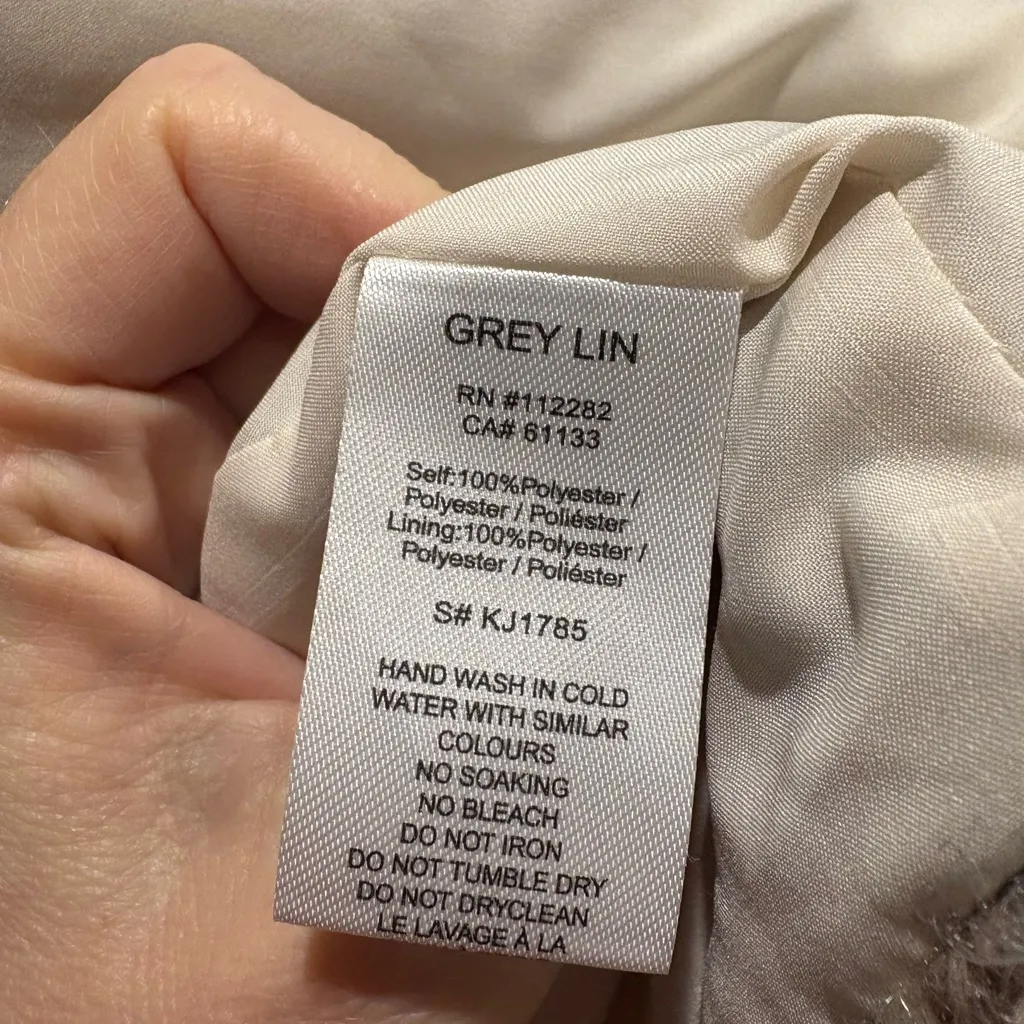 GREY LIN
RN #112282
CA# 61133
Self:100%Polyester /
Polyester / Poliéster
Lining:100%Polyester /
Polyester / Poliéster
S# KJ1785
HAND WASH IN COLD
WATER WITH SIMILAR
COLOURS
NO SOAKING
NO BLEACH
DO NOT IRON
DO NOT TUMBLE DRY
DO NOT DRYCLEAN
LE LAVAGE À LA